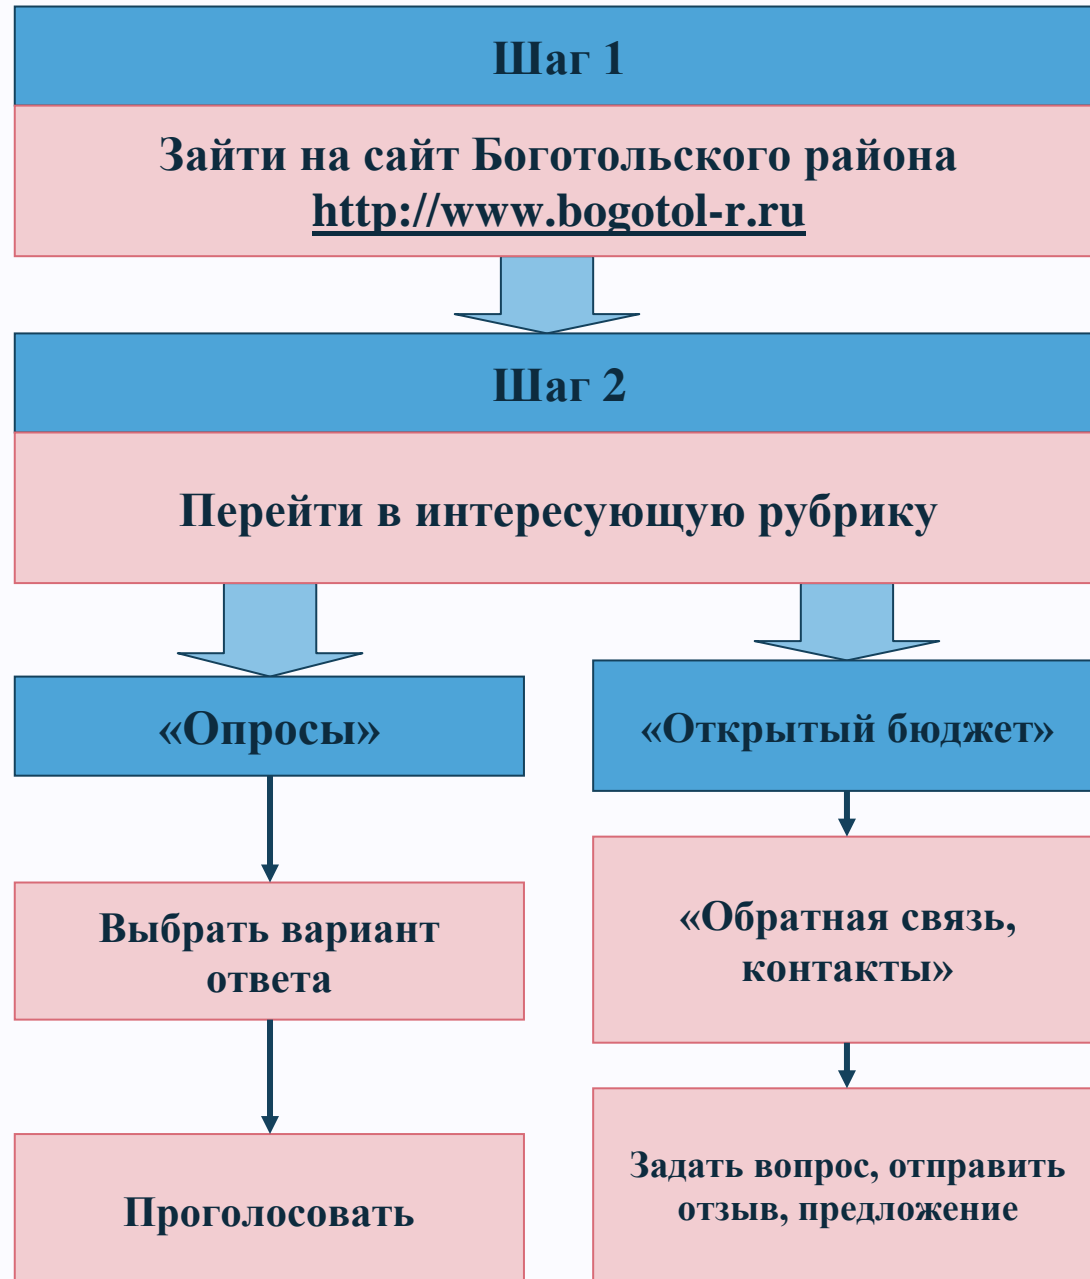 Шаг 1
Зайти на сайт Боготольского района
http://www.bogotol-r.ru
Шаг 2
Перейти в интересующую рубрику
«Опросы»
Выбрать вариант
ответа
Проголосовать
«Открытый бюджет»
«Обратная связь,
контакты»
Задать вопрос, отправить
отзыв, предложение